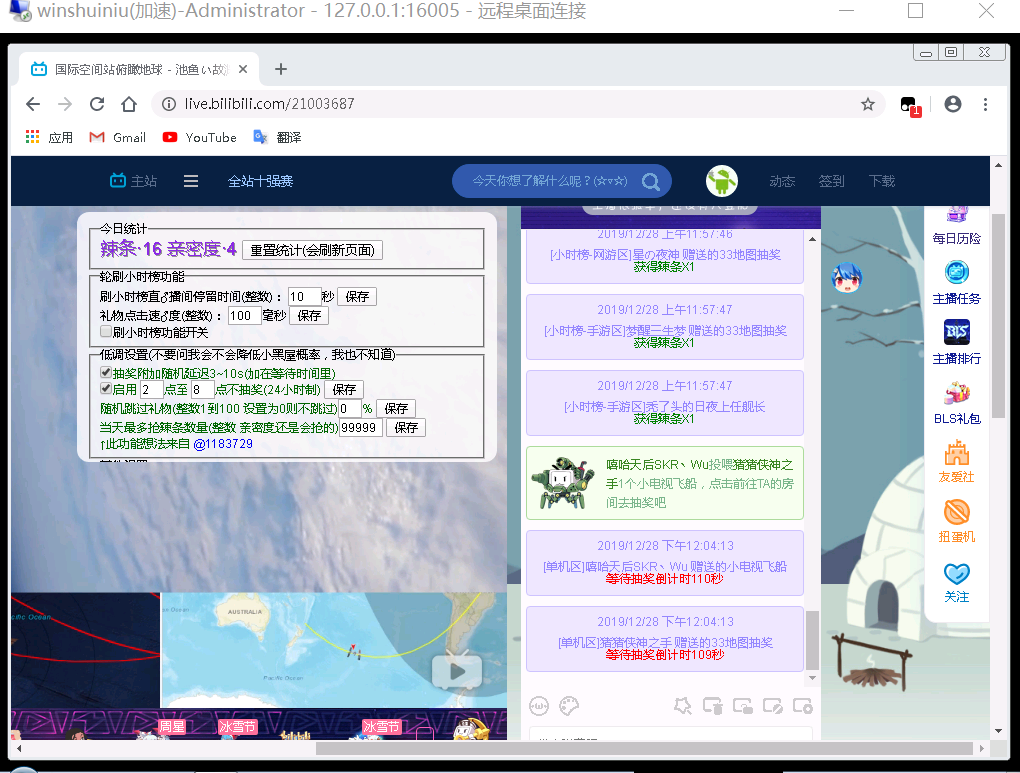 winshuiniu(加速)-Administrator - 127.0.0.1:16005 - 远程桌面连接
国际空间站俯瞰地球 - 池鱼い故
live.bilibili.com/21003687
1
应用 Gmail YouTube 翻译
主站 全站十强赛 今天你想了解什么呢？(☆▿☆) 动态 签到 下载
今日统计
辣条·16 亲密度·4 重置统计(会刷新页面)
轮刷小时榜功能
刷小时榜直♂播间停留时间(整数)： 10 秒 保存
礼物点击速♂度(整数)： 100 毫秒 保存
刷小时榜功能开关
低调设置(不要问我会不会降低小黑屋概率，我也不知道)
抽奖附加随机延迟3~10s(加在等待时间里)
启用 2 点至 8 点不抽奖(24小时制) 保存
随机跳过礼物(整数1到100 设置为0则不跳过) 0 % 保存
当天最多抢辣条数量(整数 亲密度还是会抢的) 99999 保存
↑此功能想法来自 @1183729
2019/12/28 上午11:57:46
[小时榜-网游区]星の夜神 赠送的33地图抽奖
获得辣条X1
2019/12/28 上午11:57:47
[小时榜-手游区]梦醒三生梦 赠送的33地图抽奖
获得辣条X1
2019/12/28 上午11:57:47
[小时榜-手游区]秃了头的日夜上任舰长
获得辣条X1
嘻哈天后SKR丶Wu投喂猪猪侠神之
手1个小电视飞船，点击前往TA的房
间去抽奖吧
2019/12/28 下午12:04:13
[单机区]嘻哈天后SKR丶Wu 赠送的小电视飞船
等待抽奖倒计时110秒
2019/12/28 下午12:04:13
[单机区]猪猪侠神之手 赠送的33地图抽奖
等待抽奖倒计时109秒
每日历险
主播任务
BLS
主播排行
BLS礼包
友爱社
扭蛋机
关注
Pacific Ocean
AUSTRALIA
Pacific Ocean
周星 冰雪节 冰雪节